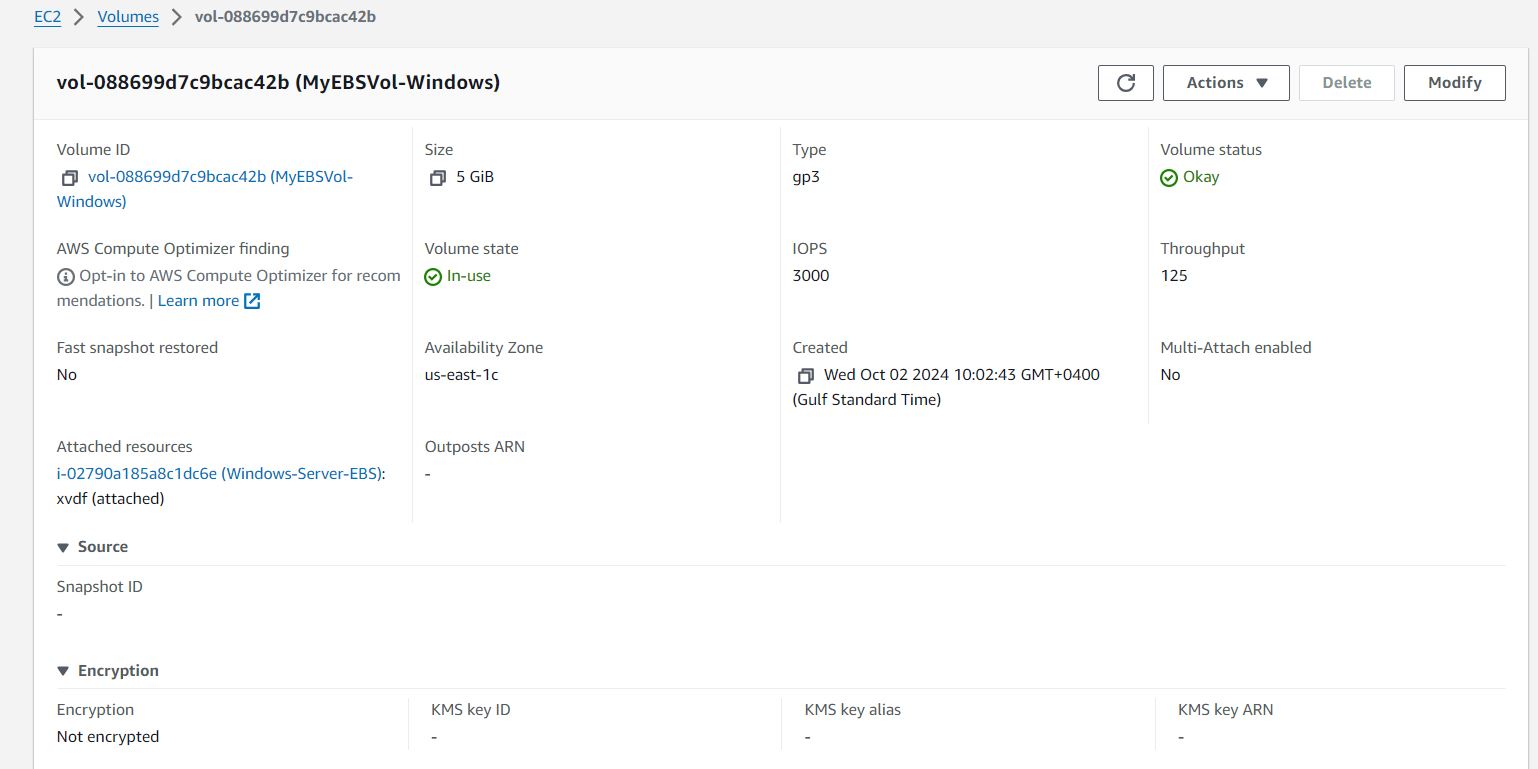 EC2 > Volumes > vol-088699d7c9bcac42b
vol-088699d7c9bcac42b (MyEBSVol-Windows)
Actions
Delete
Modify
Volume ID
vol-088699d7c9bcac42b (MyEBSVol-
Windows)
Size
5 GiB
Type
gp3
Volume status
Okay
AWS Compute Optimizer finding
Opt-in to AWS Compute Optimizer for recom
mendations. | Learn more
Volume state
In-use
IOPS
3000
Throughput
125
Fast snapshot restored
No
Availability Zone
us-east-1c
Created
Wed Oct 02 2024 10:02:43 GMT+0400
(Gulf Standard Time)
Multi-Attach enabled
No
Attached resources
i-02790a185a8c1dc6e (Windows-Server-EBS):
xvdf (attached)
Outposts ARN
-
Source
Snapshot ID
-
Encryption
Encryption
Not encrypted
KMS key ID
-
KMS key alias
-
KMS key ARN
-